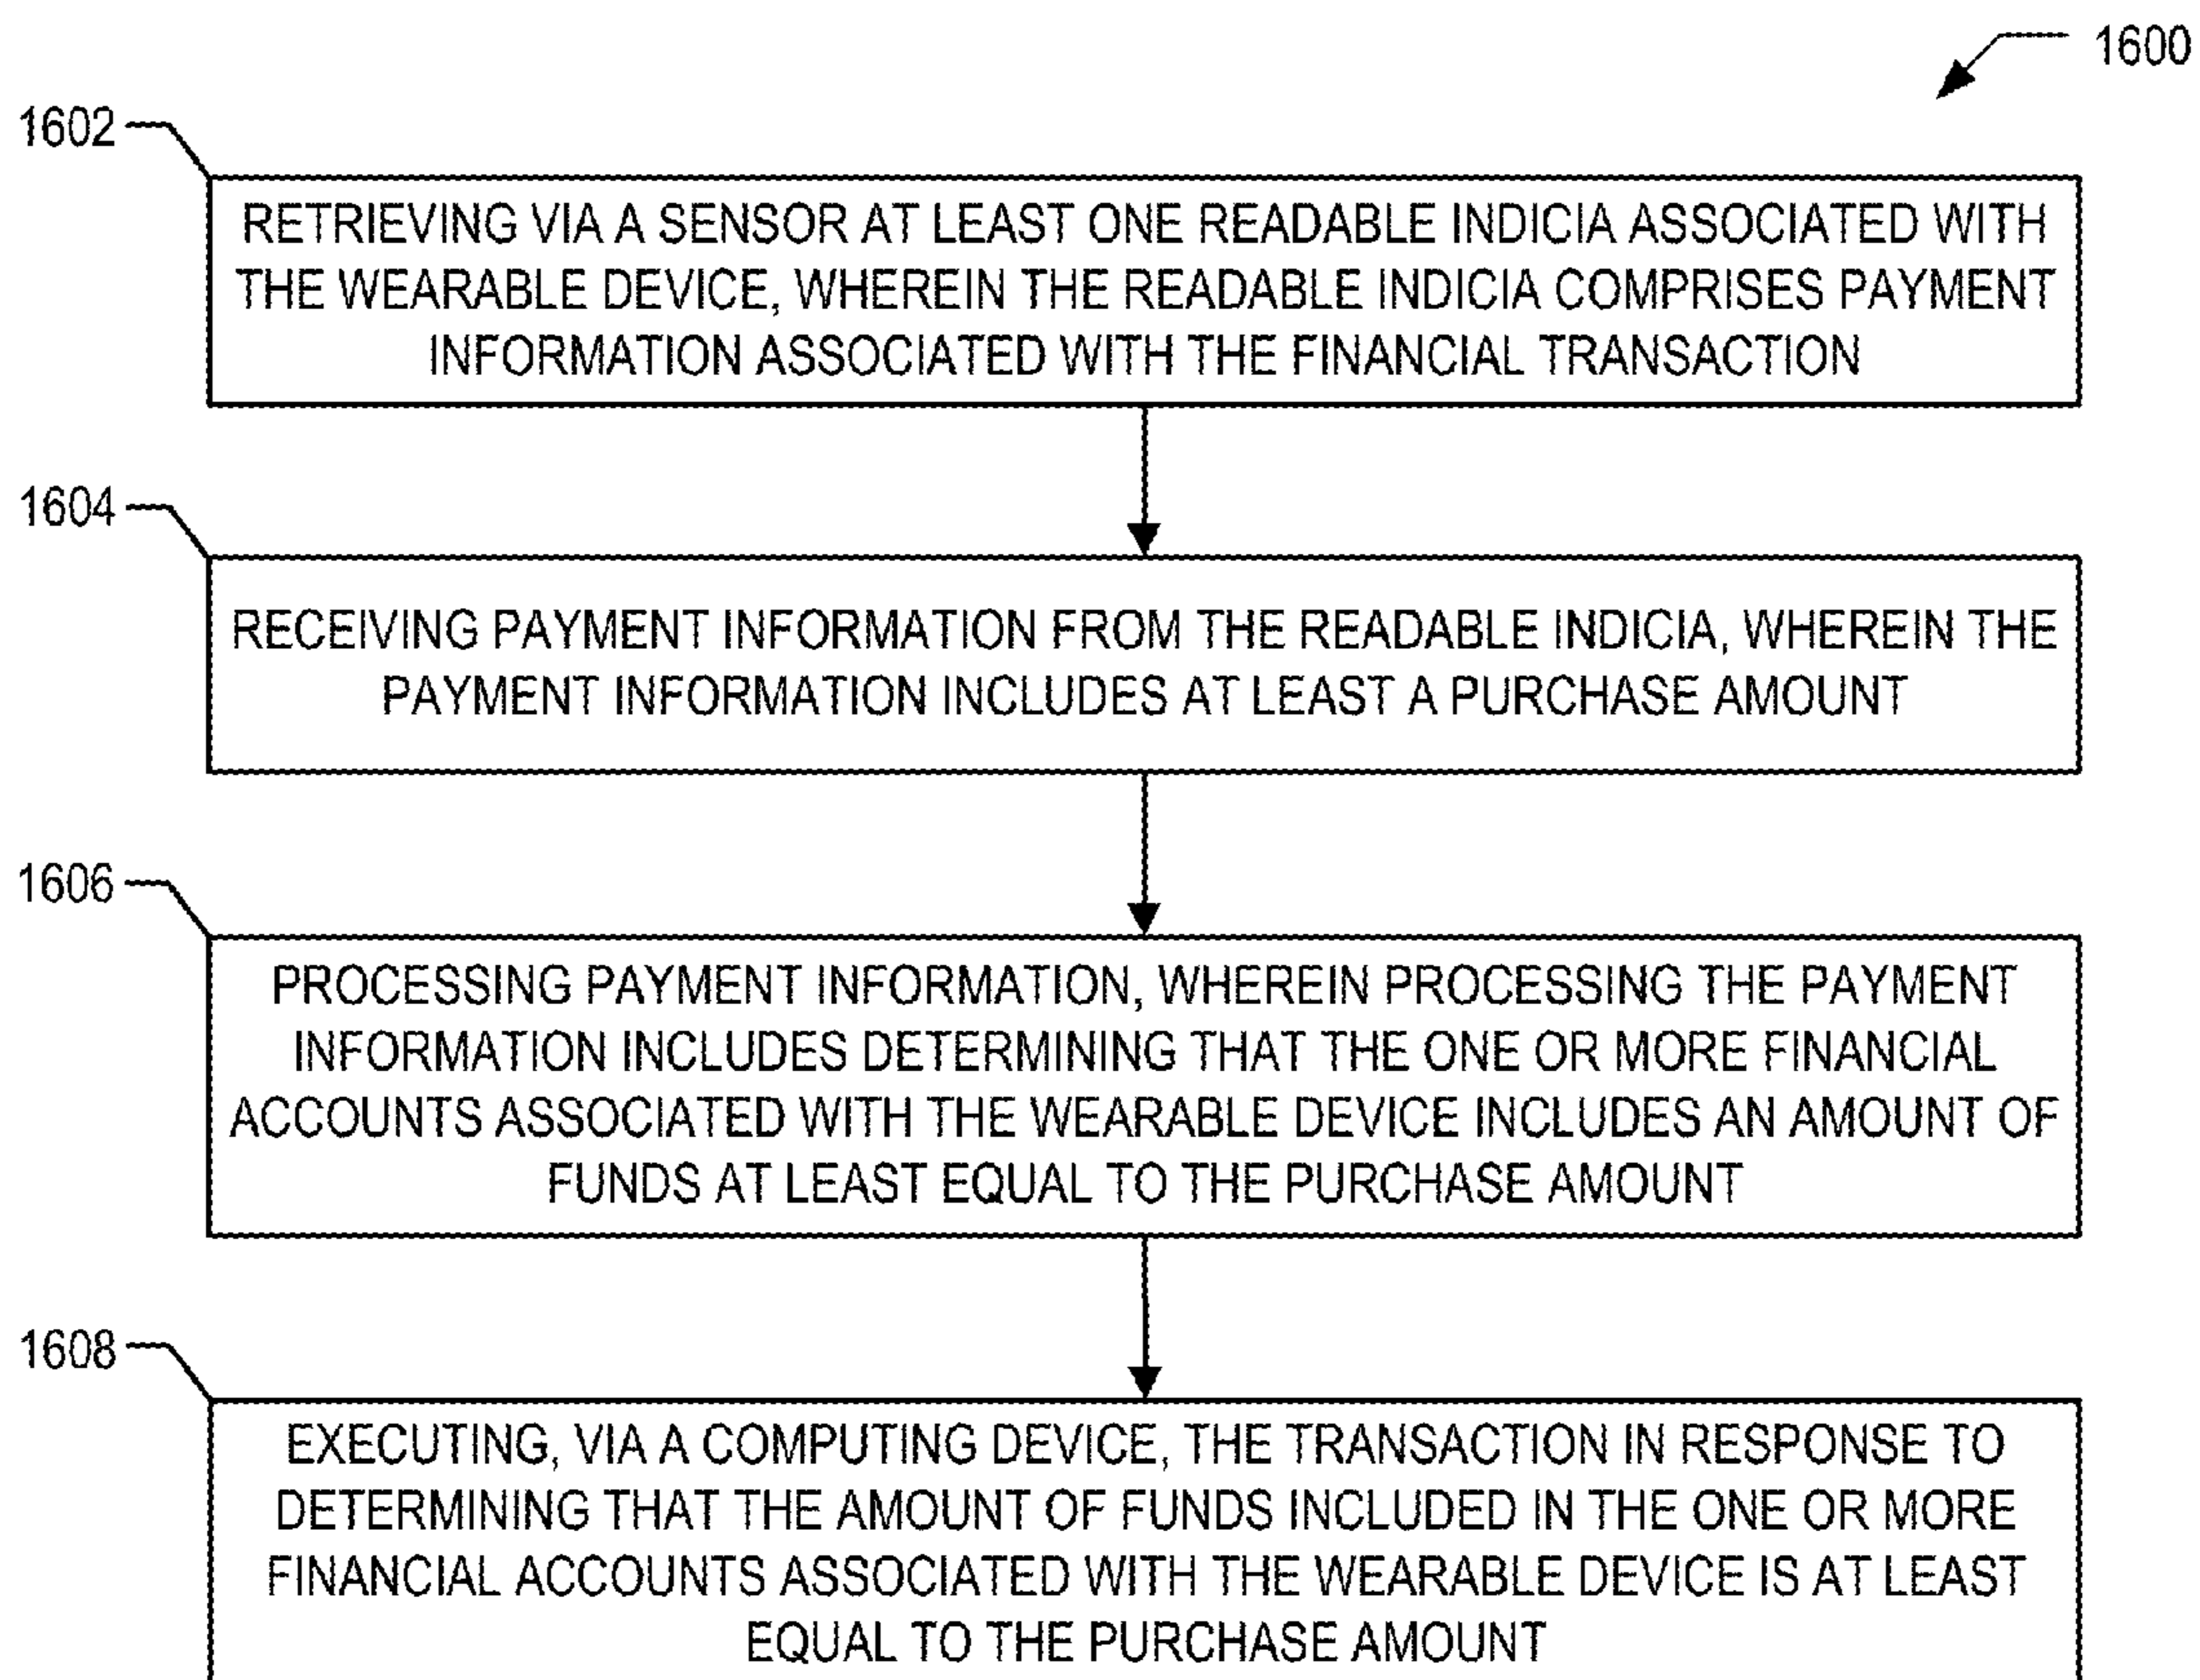 1600
1602
RETRIEVING VIA A SENSOR AT LEAST ONE READABLE INDICIA ASSOCIATED WITH
THE WEARABLE DEVICE, WHEREIN THE READABLE INDICIA COMPRISES PAYMENT
INFORMATION ASSOCIATED WITH THE FINANCIAL TRANSACTION
1604
RECEIVING PAYMENT INFORMATION FROM THE READABLE INDICIA, WHEREIN THE
PAYMENT INFORMATION INCLUDES AT LEAST A PURCHASE AMOUNT
1606
PROCESSING PAYMENT INFORMATION, WHEREIN PROCESSING THE PAYMENT
INFORMATION INCLUDES DETERMINING THAT THE ONE OR MORE FINANCIAL
ACCOUNTS ASSOCIATED WITH THE WEARABLE DEVICE INCLUDES AN AMOUNT OF
FUNDS AT LEAST EQUAL TO THE PURCHASE AMOUNT
1608
EXECUTING, VIA A COMPUTING DEVICE, THE TRANSACTION IN RESPONSE TO
DETERMINING THAT THE AMOUNT OF FUNDS INCLUDED IN THE ONE OR MORE
FINANCIAL ACCOUNTS ASSOCIATED WITH THE WEARABLE DEVICE IS AT LEAST
EQUAL TO THE PURCHASE AMOUNT